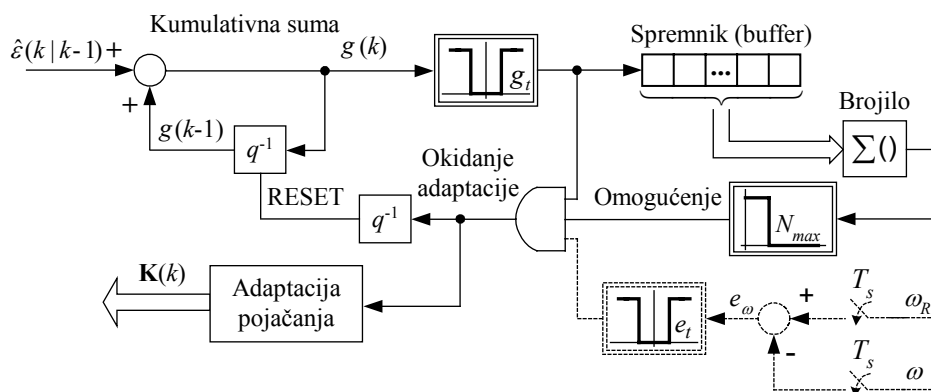 Kumulativna suma
ε̂(k | k-1) +
+
g(k)
g(k-1)
q⁻¹
g_t
Spremnik (buffer)
...
Brojilo
∑()
Okidanje
adaptacije
RESET
q⁻¹
Omogućenje
N_max
K(k)
Adaptacija
pojačanja
e_t
e_ω
+
-
T_s
ω_R
T_s
ω